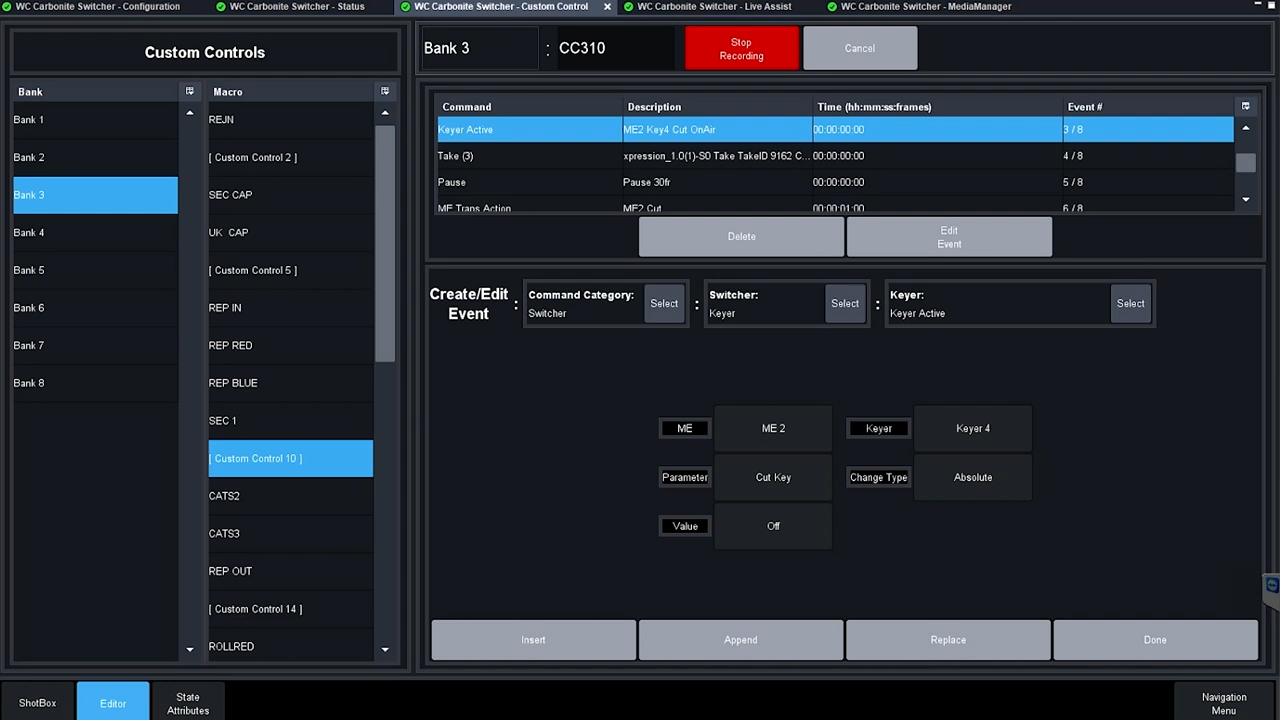 WC Carbonite Switcher - Configuration
WC Carbonite Switcher - Status
WC Carbonite Switcher - Custom Control
WC Carbonite Switcher - Live Assist
WC Carbonite Switcher - MediaManager
Custom Controls
Bank
Bank 1
Bank 2
Bank 3
Bank 4
Bank 5
Bank 6
Bank 7
Bank 8
Macro
REJN
[ Custom Control 2 ]
SEC CAP
UK CAP
[ Custom Control 5 ]
REP IN
REP RED
REP BLUE
SEC 1
[ Custom Control 10 ]
CATS2
CATS3
REP OUT
[ Custom Control 14 ]
ROLLRED
Bank 3 : CC310
Stop
Recording
Cancel
Command Description Time (hh:mm:ss:frames) Event #
Keyer Active ME2 Key4 Cut OnAir 00:00:00:00 3 / 8
Take (3) xpression_1.0(1)-S0 Take TakeID 9162 C... 00:00:00:00 4 / 8
Pause Pause 30fr 00:00:00:00 5 / 8
ME Trans Action ME2 Cut 00:00:01:00 6 / 8
Delete
Edit
Event
Create/Edit
Event :
Command Category:
Switcher
Select
:
Switcher:
Keyer
Select
:
Keyer:
Keyer Active
Select
ME ME 2 Keyer Keyer 4
Parameter Cut Key Change Type Absolute
Value Off
Insert Append Replace Done
ShotBox
Editor
State
Attributes
Navigation
Menu